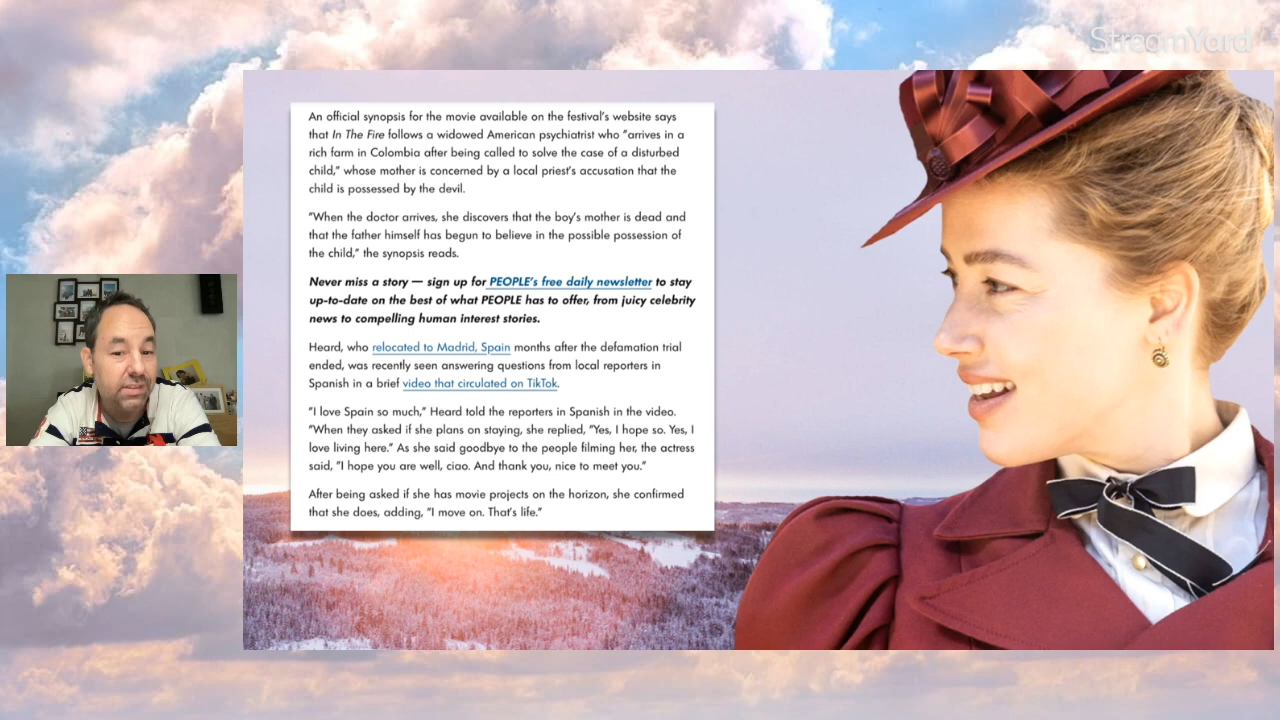 StreamYard
An official synopsis for the movie available on the festival's website says
that In The Fire follows a widowed American psychiatrist who "arrives in a
rich farm in Colombia after being called to solve the case of a disturbed
child," whose mother is concerned by a local priest's accusation that the
child is possessed by the devil.
"When the doctor arrives, she discovers that the boy's mother is dead and
that the father himself has begun to believe in the possible possession of
the child," the synopsis reads.
Never miss a story — sign up for PEOPLE's free daily newsletter to stay
up-to-date on the best of what PEOPLE has to offer, from juicy celebrity
news to compelling human interest stories.
Heard, who relocated to Madrid, Spain months after the defamation trial
ended, was recently seen answering questions from local reporters in
Spanish in a brief video that circulated on TikTok.
"I love Spain so much," Heard told the reporters in Spanish in the video.
"When they asked if she plans on staying, she replied, "Yes, I hope so. Yes, I
love living here." As she said goodbye to the people filming her, the actress
said, "I hope you are well, ciao. And thank you, nice to meet you."
After being asked if she has movie projects on the horizon, she confirmed
that she does, adding, "I move on. That's life."